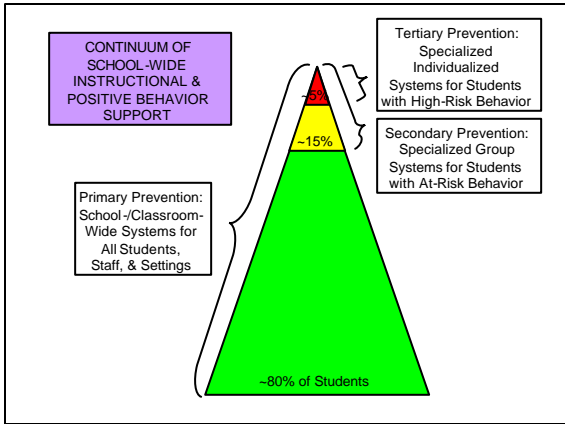 CONTINUUM OF
SCHOOL-WIDE
INSTRUCTIONAL &
POSITIVE BEHAVIOR
SUPPORT
Tertiary Prevention:
Specialized
Individualized
Systems for Students
with High-Risk Behavior
~5%
~15%
Secondary Prevention:
Specialized Group
Systems for Students
with At-Risk Behavior
Primary Prevention:
School-/Classroom-
Wide Systems for
All Students,
Staff, & Settings
~80% of Students